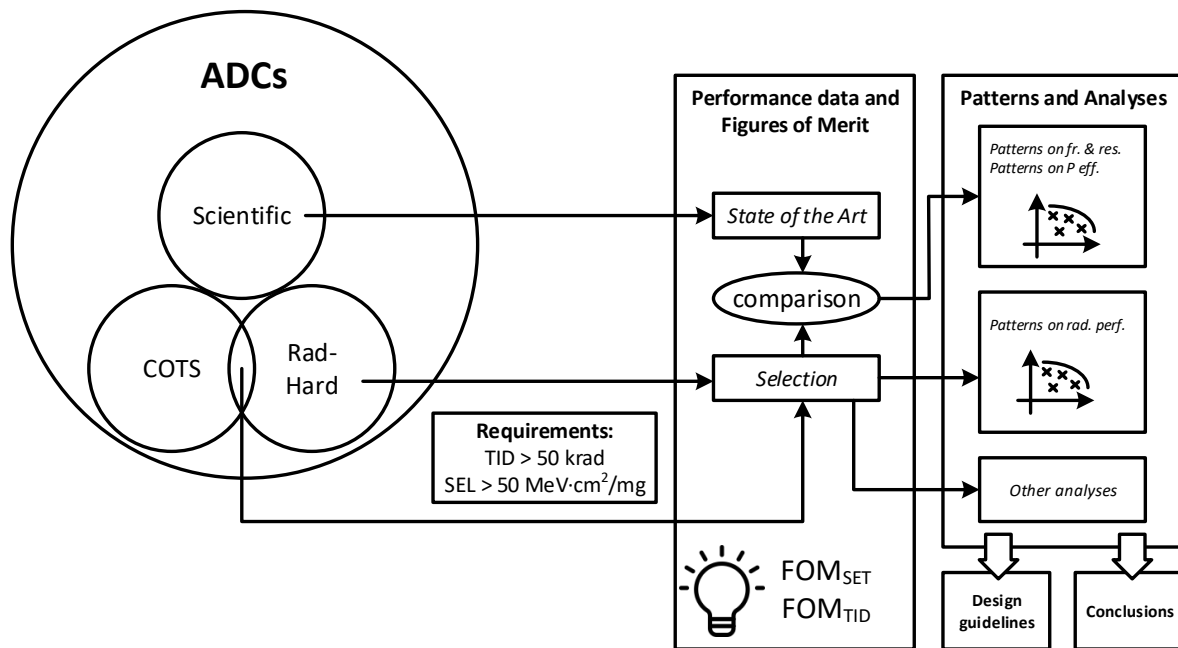 ADCs
Scientific
COTS
Rad-
Hard
Requirements:
TID > 50 krad
SEL > 50 MeV·cm²/mg
Performance data and
Figures of Merit
State of the Art
comparison
Selection
FOMSET
FOMTID
Patterns and Analyses
Patterns on fr. & res.
Patterns on P eff.
Patterns on rad. perf.
Other analyses
Design
guidelines
Conclusions